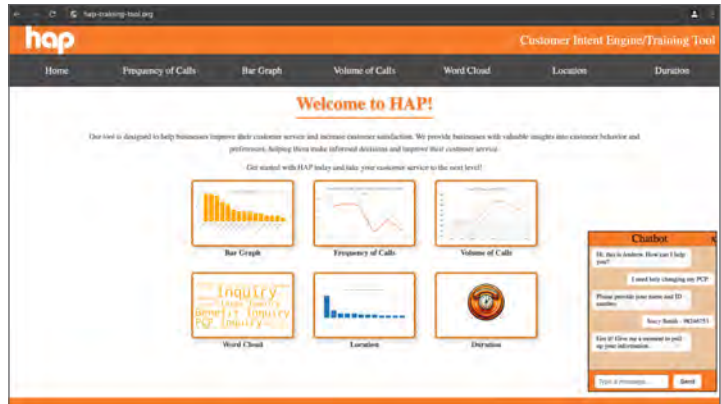 hap-training-tool.org
hap
Customer Intent Engine/Training Tool
Home Frequency of Calls Bar Graph Volume of Calls Word Cloud Location Duration
Welcome to HAP!
Our tool is designed to help businesses improve their customer service and increase customer satisfaction. We provide businesses with valuable insights into customer behavior and
preferences, helping them make informed decisions and improve their customer service.
Get started with HAP today and take your customer service to the next level!
Bar Graph Frequency of Calls Volume of Calls
Inquiry
Benefit Inquiry
PCP Inquiry
Word Cloud Location Duration
Chatbot x
Hi, this is Andrew. How can I help
you?
I need help changing my PCP
Please provide your name and ID
number.
Stacy Smith -
Got it! Give me a moment to pull
up your information.
Type a message... Send